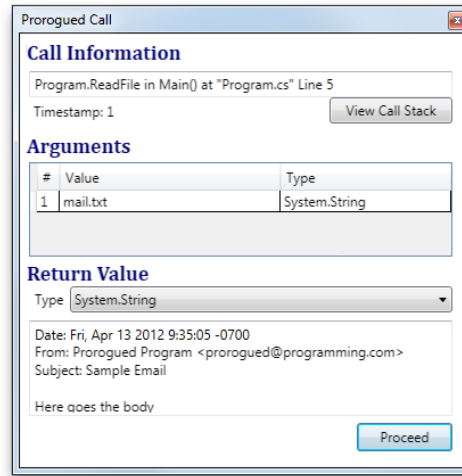 Prorogued Call
Call Information
Program.ReadFile in Main() at "Program.cs" Line 5
Timestamp: 1 View Call Stack
Arguments
# Value Type
1 mail.txt System.String
Return Value
Type System.String
Date: Fri, Apr 13 2012 9:35:05 -0700
From: Prorogued Program <prorogued@programming.com>
Subject: Sample Email
Here goes the body
Proceed